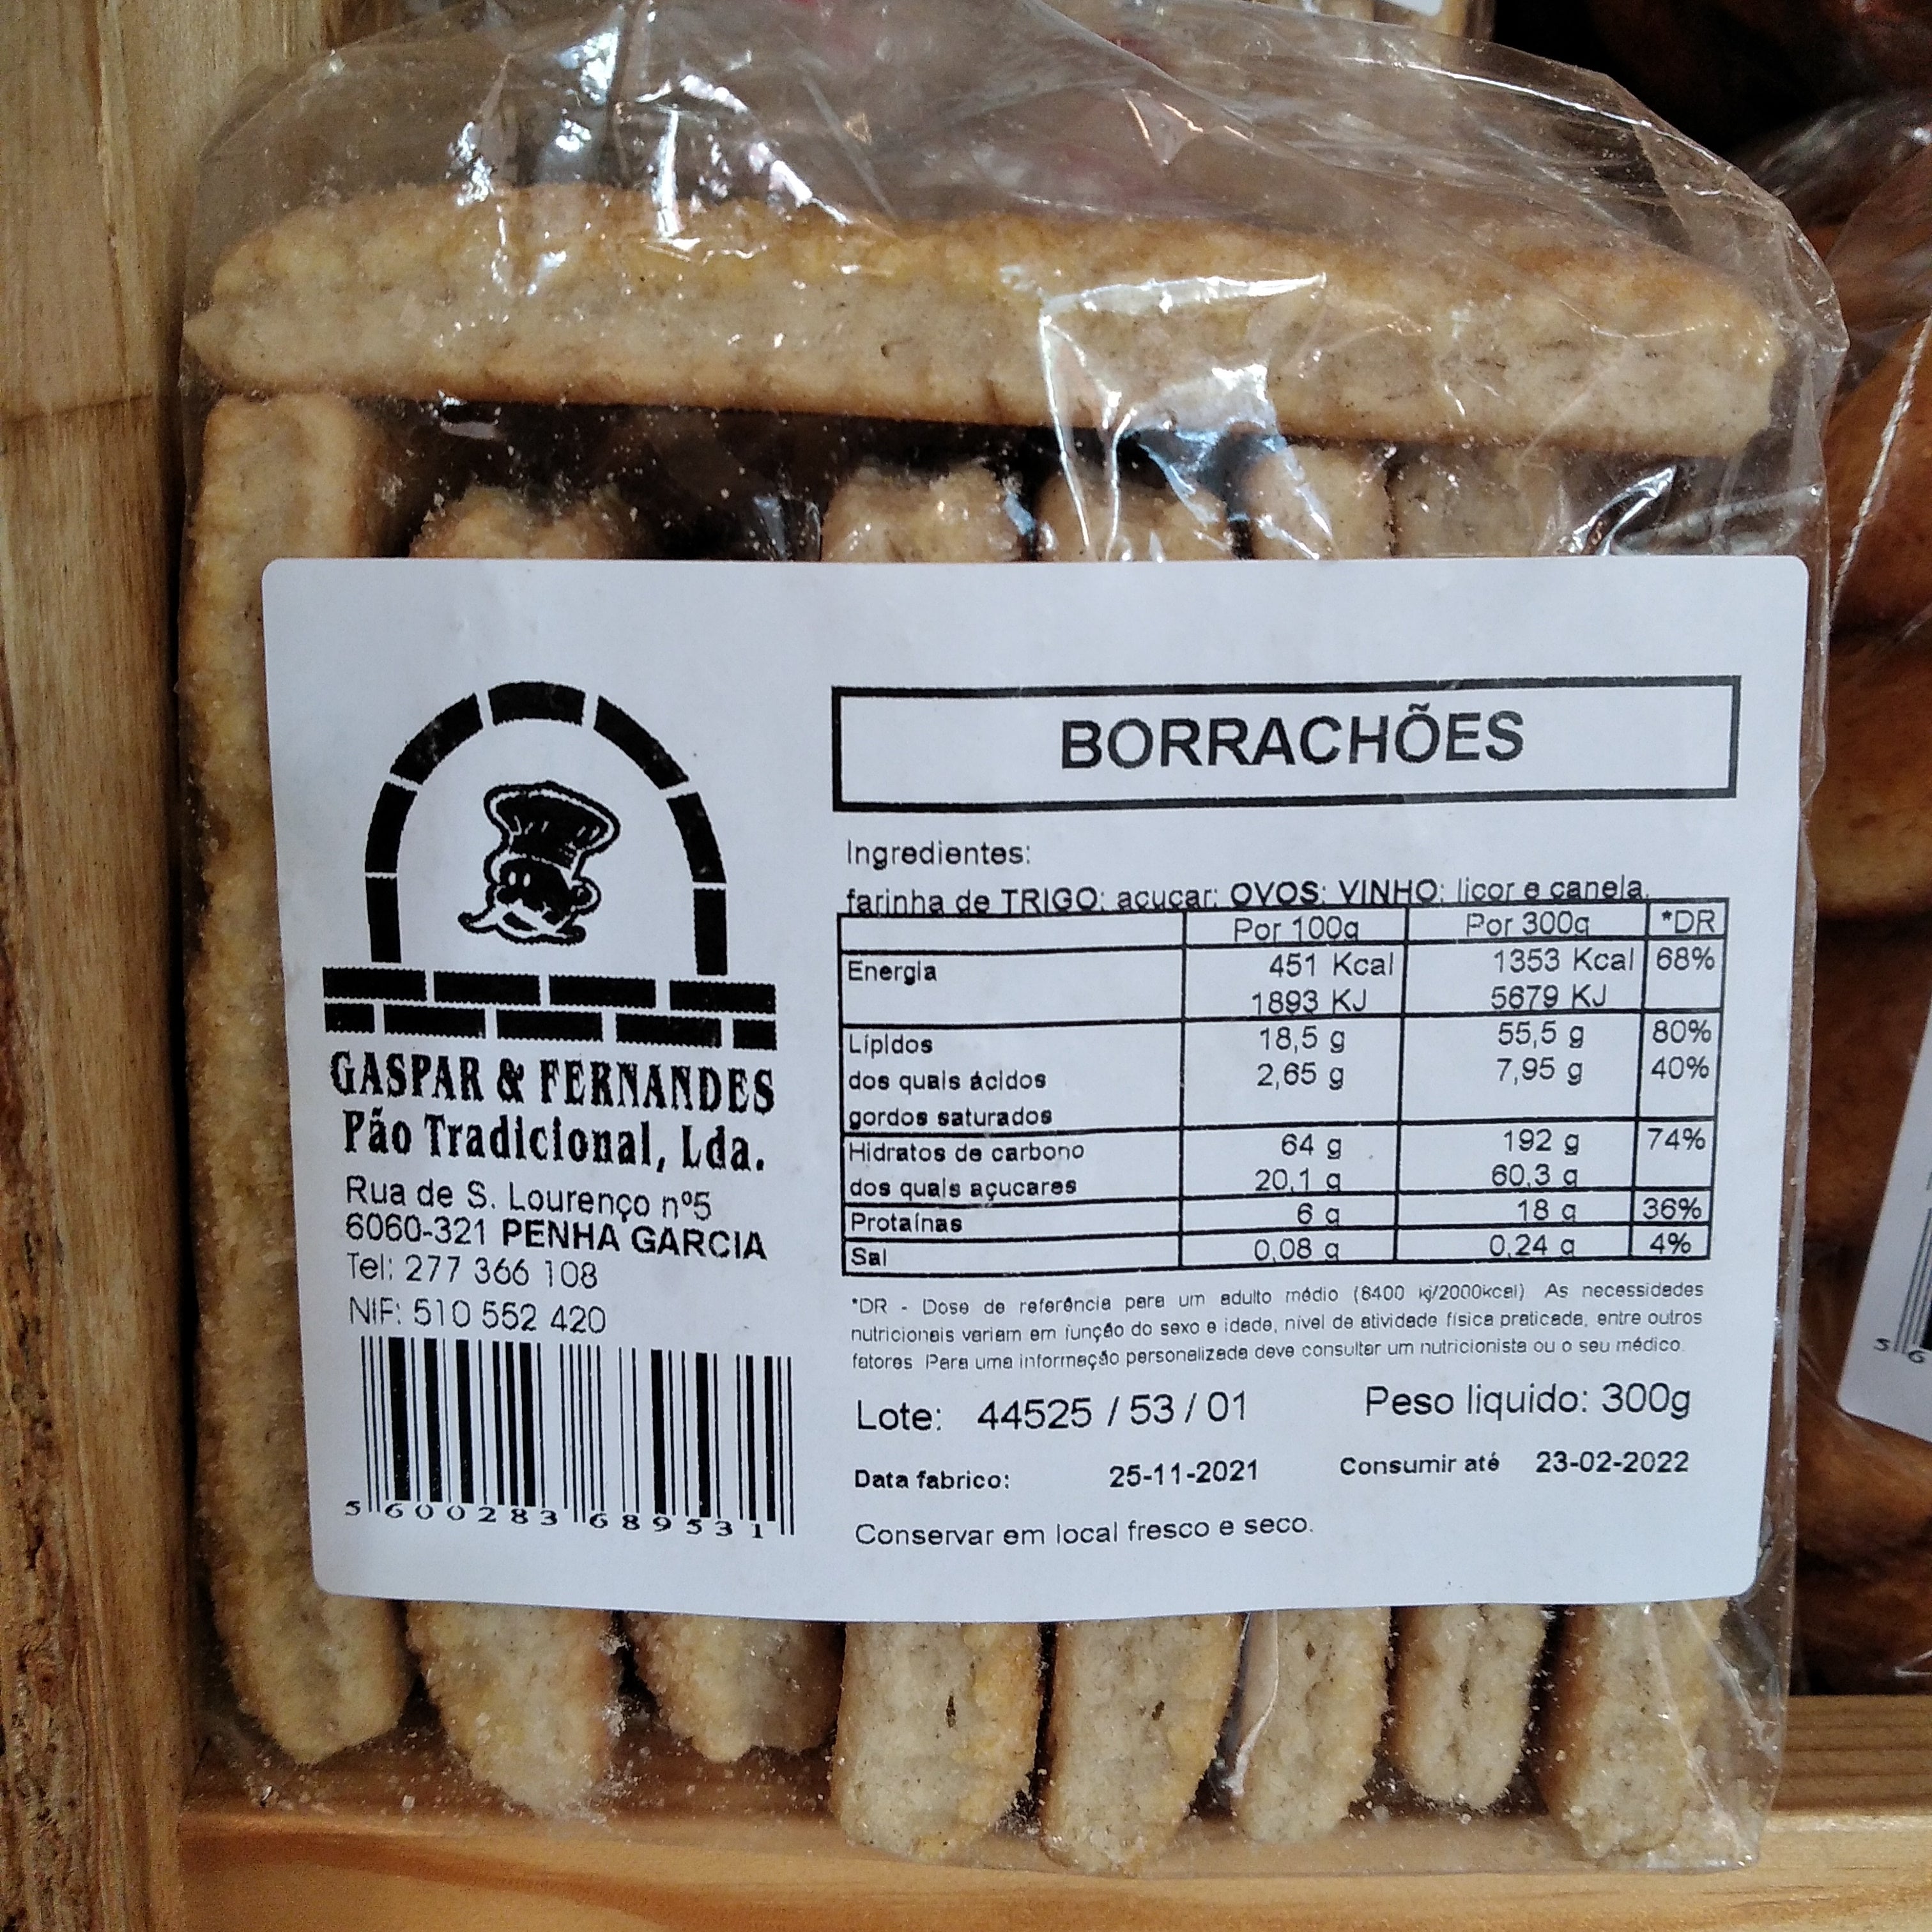 BORRACHÕES
Ingredientes:
farinha de TRIGO; açucar; OVOS; VINHO; licor e canela.
Por 100g Por 300g *DR
Energia 451 Kcal 1353 Kcal 68%
1893 KJ 5679 KJ
Lípidos 18,5 g 55,5 g 80%
dos quais ácidos 2,65 g 7,95 g 40%
gordos saturados
Hidratos de carbono 64 g 192 g 74%
dos quais açucares 20,1 g 60,3 g
Protaínas 6 g 18 g 36%
Sal 0,08 g 0,24 g 4%
*DR - Dose de referência para um adulto médio (8400 kj/2000kcal) As necessidades
nutricionais variam em função do sexo e idade, nível de atividade física praticada, entre outros
fatores Para uma informação personalizada deve consultar um nutricionista ou o seu médico.
Lote: 44525 / 53 / 01 Peso liquido: 300g
Data fabrico: 25-11-2021 Consumir até 23-02-2022
Conservar em local fresco e seco.
GASPAR & FERNANDES
Pão Tradicional, Lda.
Rua de S. Lourenço nº5
6060-321 PENHA GARCIA
Tel: 277 366 108
NIF: 510 552 420
5 600283 689531
5 6